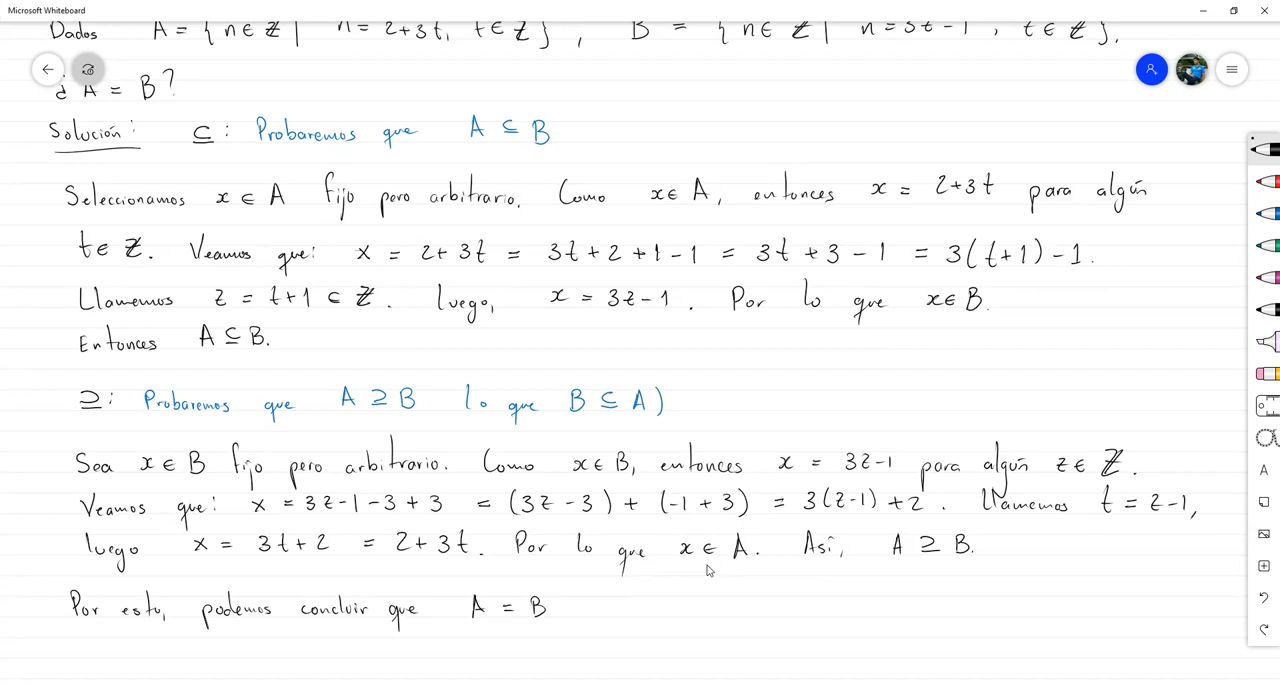 Microsoft Whiteboard
Dados A = { n ∈ ℤ | n = 2+3t, t ∈ ℤ } , B = { n ∈ ℤ | n = 3t-1 , t ∈ ℤ }.
¿ A = B ?
Solución: ⊆: Probaremos que A ⊆ B
Seleccionamos x ∈ A fijo pero arbitrario. Como x ∈ A, entonces x = 2+3t para algún
t ∈ ℤ. Veamos que: x = 2+3t = 3t+2+1-1 = 3t+3-1 = 3(t+1)-1.
Llamemos z = t+1 ∈ ℤ. luego, x = 3z-1. Por lo que x ∈ B.
Entonces A ⊆ B.
⊇: Probaremos que A ⊇ B lo que B ⊆ A)
Sea x ∈ B fijo pero arbitrario. Como x ∈ B, entonces x = 3z-1 para algún z ∈ ℤ.
Veamos que: x = 3z-1-3+3 = (3z-3) + (-1+3) = 3(z-1)+2. Llamemos t = z-1,
luego x = 3t+2 = 2+3t. Por lo que x ∈ A. Así, A ⊇ B.
Por esto, podemos concluir que A = B
A